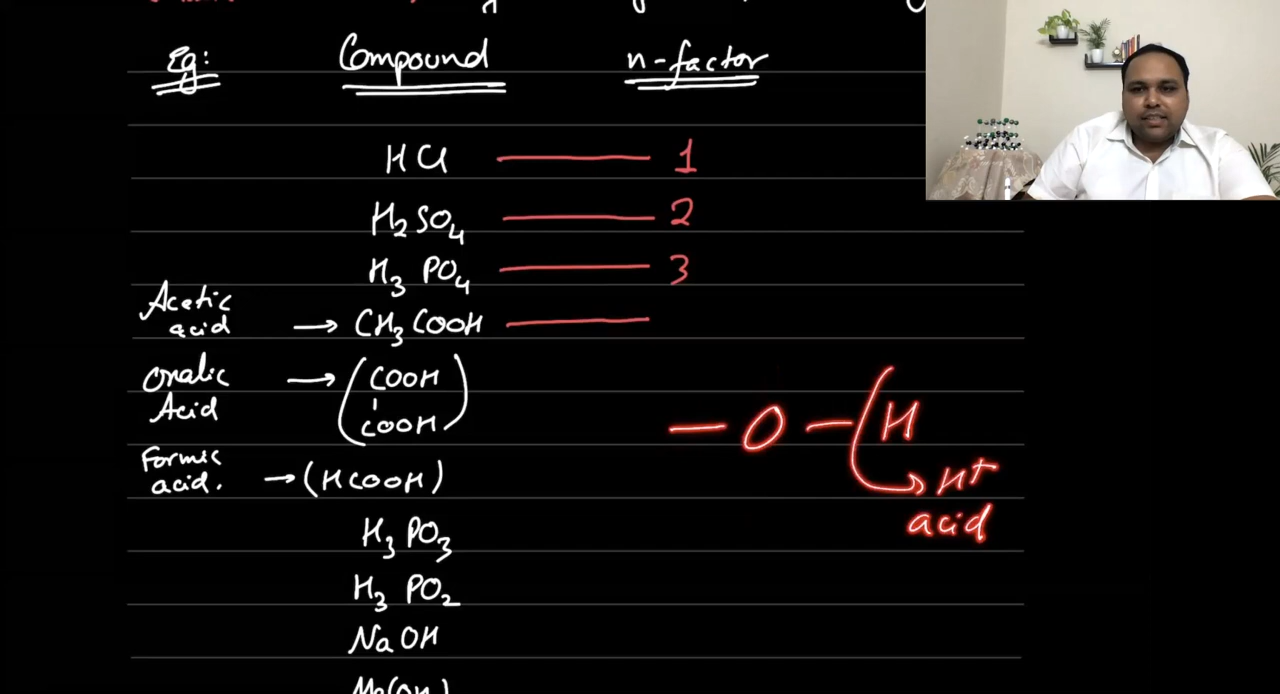 Eg: Compound n-factor
HCl 1
H2SO4 2
H3PO4 3
Acetic acid → CH3COOH
Oxalic Acid → (COOH
COOH)
Formic acid. → (HCOOH)
— O — (H
→ H+
acid
H3PO3
H3PO2
NaOH